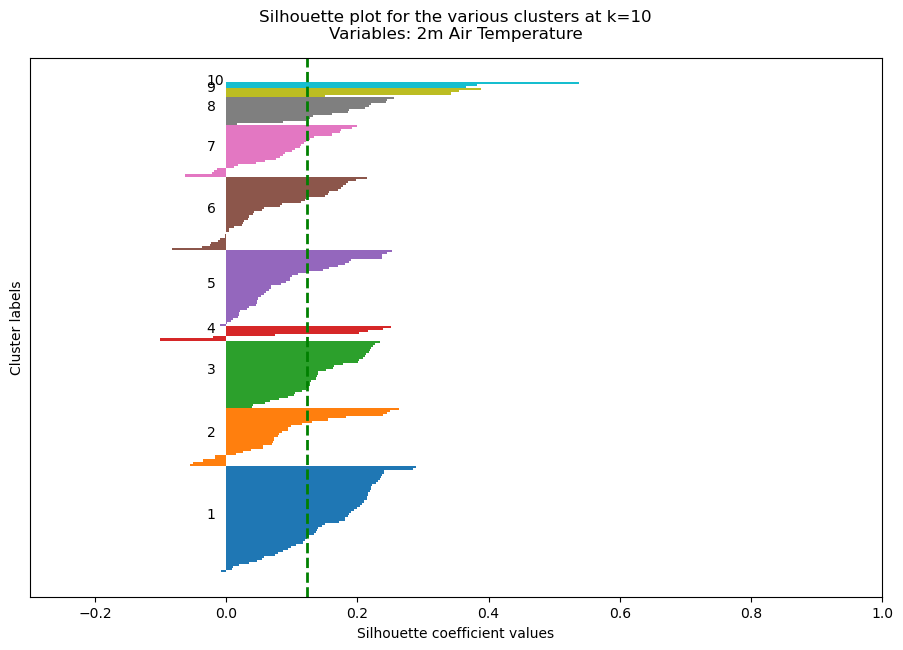 Silhouette plot for the various clusters at k=10
Variables: 2m Air Temperature
10
9
8
7
6
5
4
3
2
1
Cluster labels
−0.2 0.0 0.2 0.4 0.6 0.8 1.0
Silhouette coefficient values